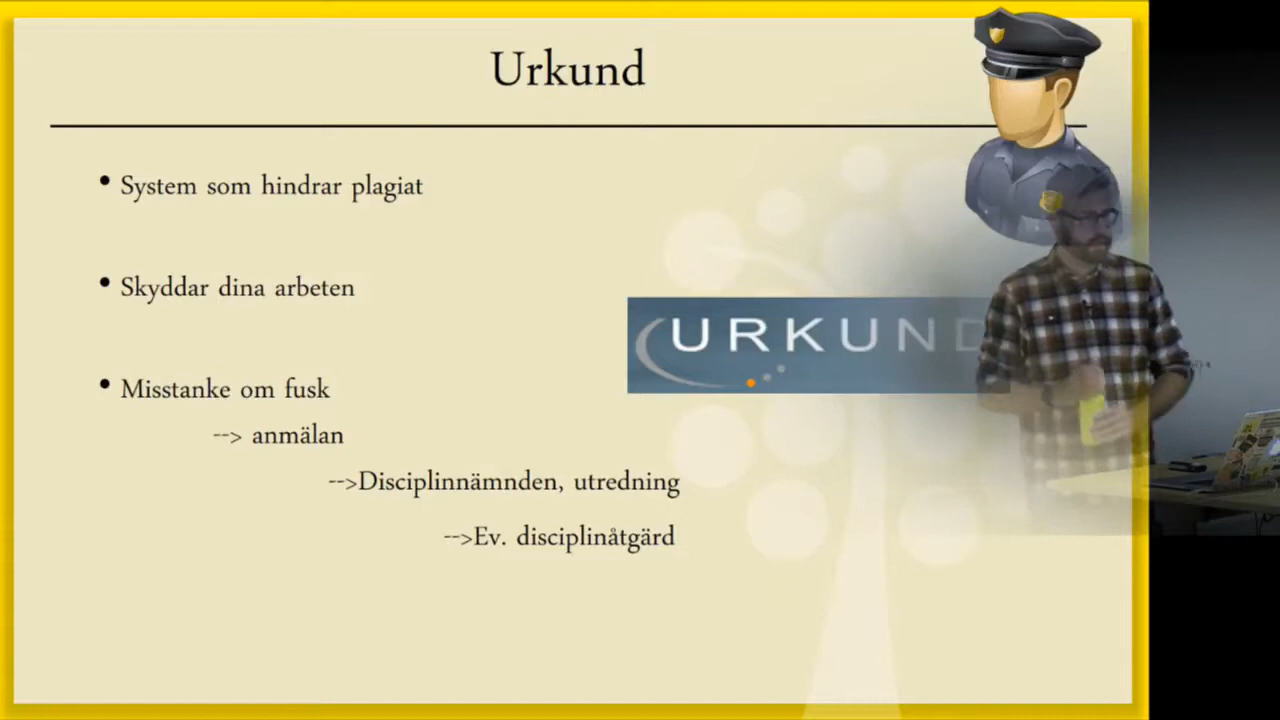 Urkund
• System som hindrar plagiat
• Skyddar dina arbeten
URKUND
• Misstanke om fusk
--> anmälan
-->Disciplinnämnden, utredning
-->Ev. disciplinåtgärd